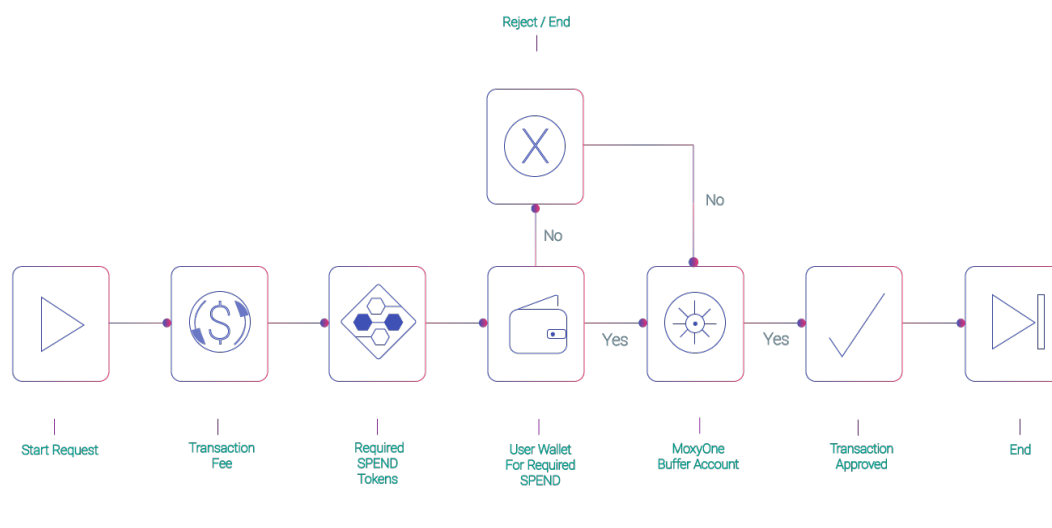 Reject / End
X
No
No
$
Yes
Yes
Start Request
Transaction
Fee
Required
SPEND
Tokens
User Wallet
For Required
SPEND
MoxyOne
Buffer Account
Transaction
Approved
End